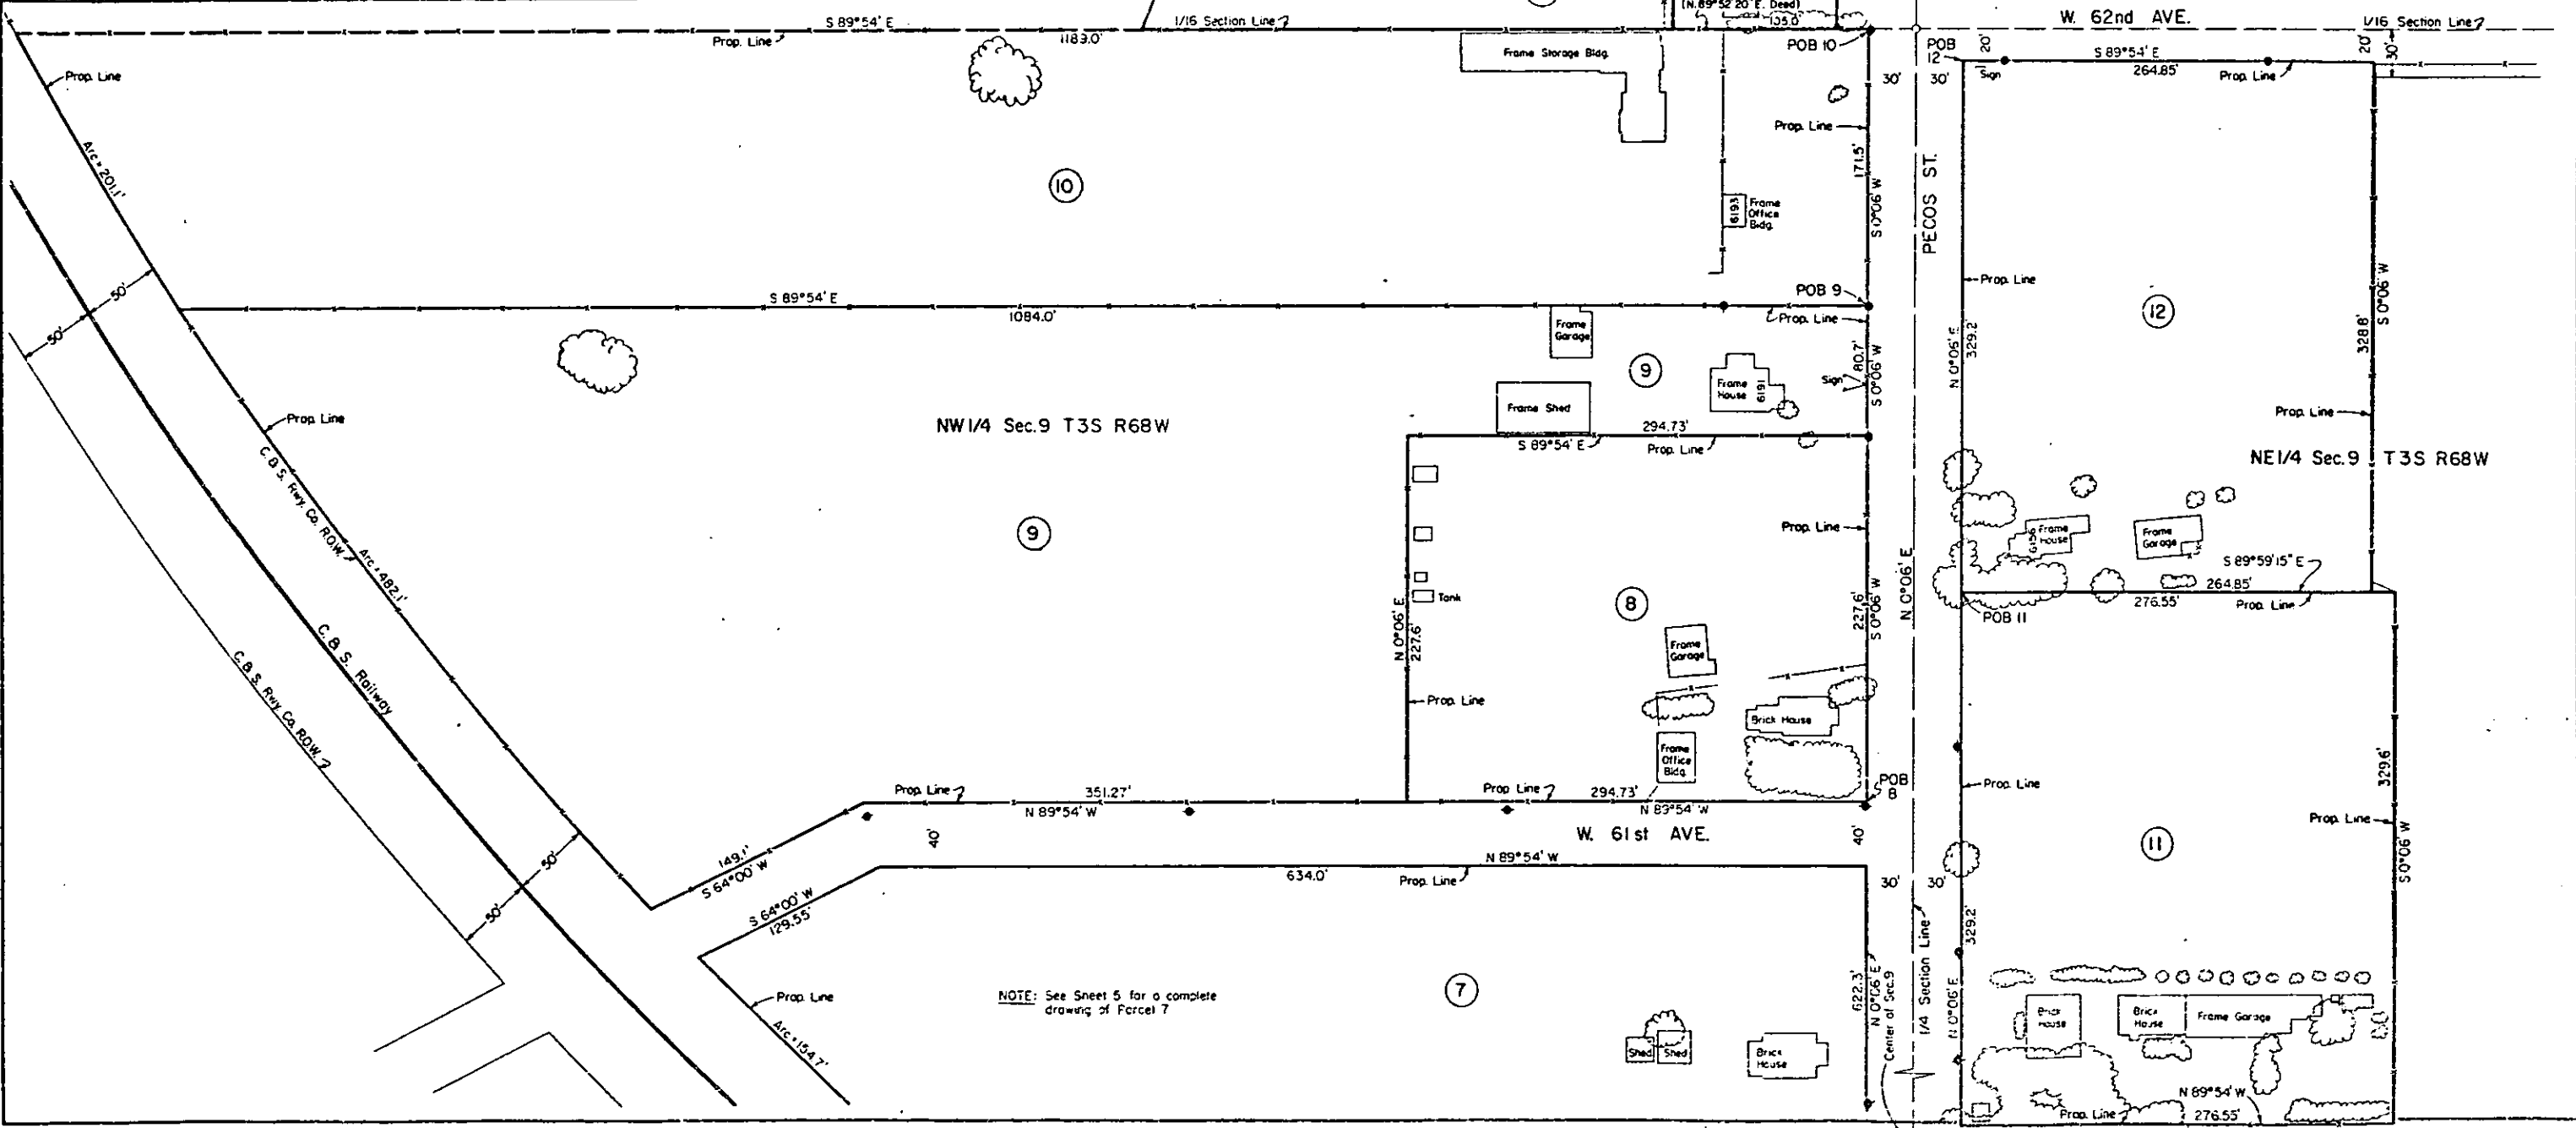 (N.89°52'20"E. Deed)
135.0'
S 89°54' E
1/16 Section Line
Prop. Line
1189.0'
W. 62nd AVE.
1/16 Section Line
POB 10
POB
12
20'
S 89°54' E
264.85'
Prop. Line
20'
30'
Sign
30'
30'
Prop. Line
Frame Storage Bldg.
Prop. Line
171.5'
S 0°06' W
PECOS ST.
Arc = 201.1'
10
6193
Frame
Office
Bldg.
50'
50'
S 89°54' E
1084.0'
POB 9
Prop. Line
Prop. Line
12
S 0°06' W
328.8'
N 0°06' E
329.2'
Frame
Garage
9
80.7'
S 0°06' W
Sign
Frame
House
6191
Frame Shed
Prop. Line
Prop. Line
NW 1/4 Sec. 9 T3S R68W
294.73'
S 89°54' E
Prop. Line
NE 1/4 Sec. 9 T3S R68W
C. & S. Rwy. Co. R.O.W.
Arc = 482.1'
9
Prop. Line
6156
Frame
House
Frame
Garage
S 89°59'15" E
264.85'
276.55'
Prop. Line
POB 11
Tank
8
N 0°06' E
227.6'
227.6'
S 0°06' W
N 0°06' E
C. & S. Railway
C. & S. Rwy. Co. R.O.W.
Frame
Garage
Prop. Line
Brick House
Frame
Office
Bldg.
POB
8
Prop. Line
329.6'
S 0°06' W
Prop. Line
Prop. Line
351.27'
N 89°54' W
Prop. Line
294.73'
N 89°54' W
40'
W. 61st AVE.
40'
11
149.1'
S 64°00' W
50'
50'
N 89°54' W
634.0'
Prop. Line
30'
30'
S 64°00' W
129.55'
1/4 Section Line
329.2'
N 0°06' E
622.3'
N 0°06' E
Center of Sec. 9
Prop. Line
NOTE: See Sheet 5 for a complete
drawing of Parcel 7
7
Arc = 154.7'
Shed
Shed
Brick
House
Brick
House
Brick
House
Frame Garage
N 89°54' W
Prop. Line
276.55'